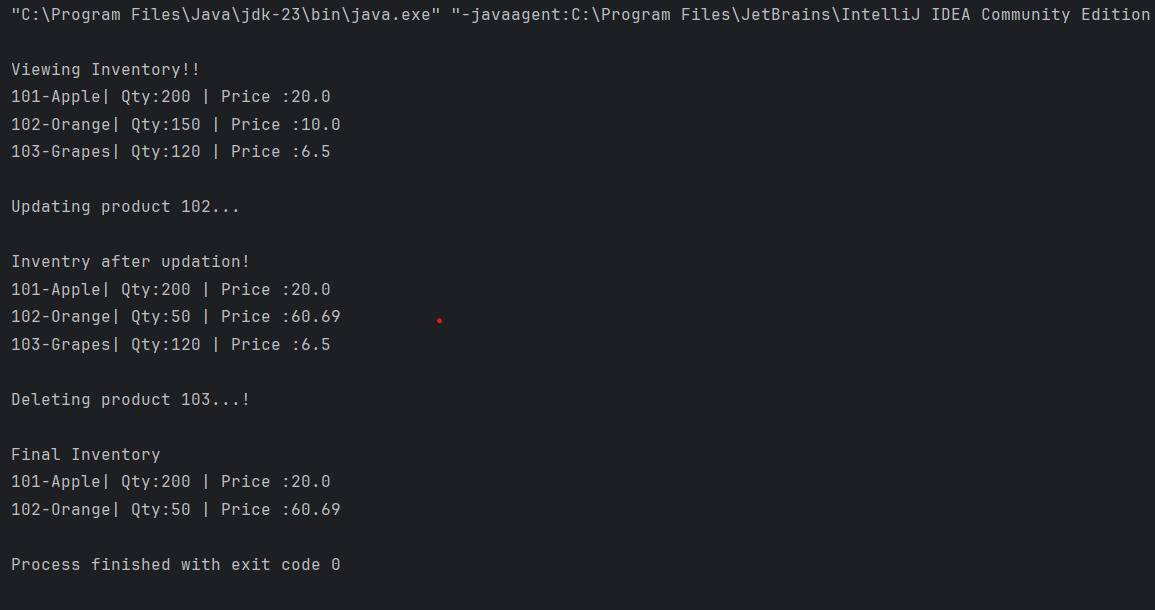 "C:\Program Files\Java\jdk-23\bin\java.exe" "-javaagent:C:\Program Files\JetBrains\IntelliJ IDEA Community Edition
Viewing Inventory!!
101-Apple| Qty:200 | Price :20.0
102-Orange| Qty:150 | Price :10.0
103-Grapes| Qty:120 | Price :6.5
Updating product 102...
Inventry after updation!
101-Apple| Qty:200 | Price :20.0
102-Orange| Qty:50 | Price :60.69
103-Grapes| Qty:120 | Price :6.5
Deleting product 103...!
Final Inventory
101-Apple| Qty:200 | Price :20.0
102-Orange| Qty:50 | Price :60.69
Process finished with exit code 0